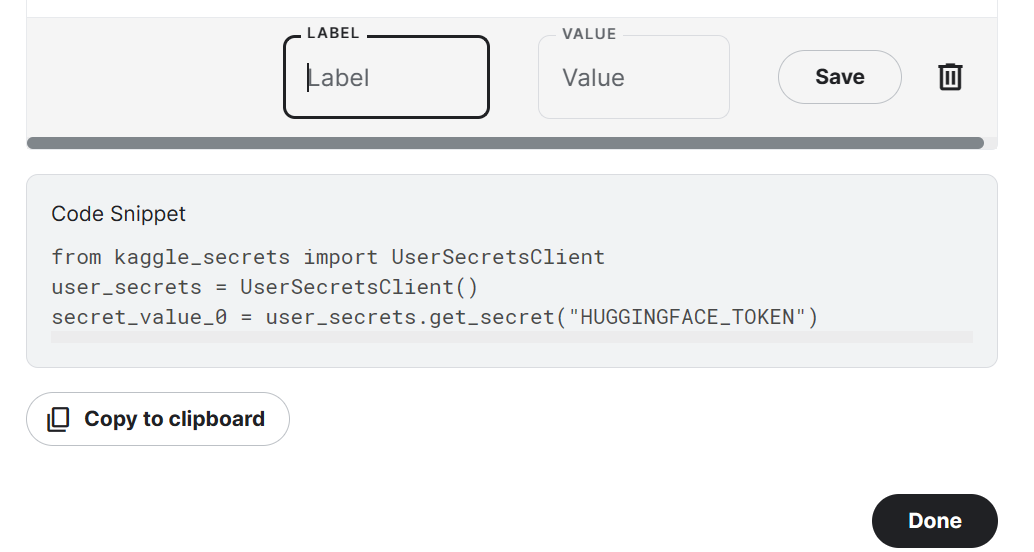 LABEL
VALUE
Label
Value
Save
Code Snippet
from kaggle_secrets import UserSecretsClient
user_secrets = UserSecretsClient()
secret_value_0 = user_secrets.get_secret("HUGGINGFACE_TOKEN")
Copy to clipboard
Done